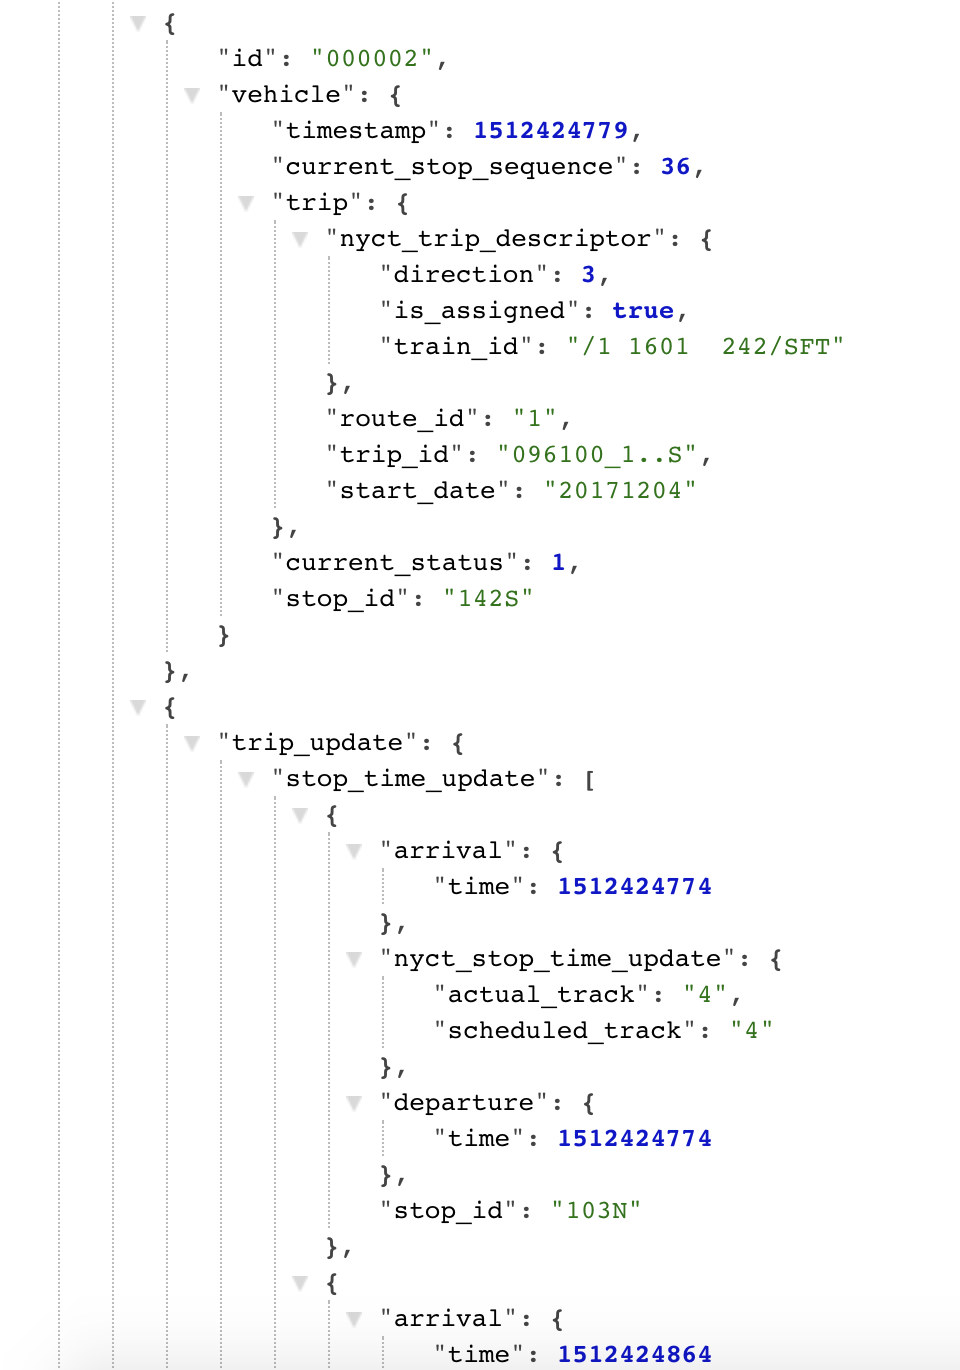 {
"id": "000002",
"vehicle": {
"timestamp": 1512424779,
"current_stop_sequence": 36,
"trip": {
"nyct_trip_descriptor": {
"direction": 3,
"is_assigned": true,
"train_id": "/1 1601  242/SFT"
},
"route_id": "1",
"trip_id": "096100_1..S",
"start_date": "20171204"
},
"current_status": 1,
"stop_id": "142S"
}
},
{
"trip_update": {
"stop_time_update": [
{
"arrival": {
"time": 1512424774
},
"nyct_stop_time_update": {
"actual_track": "4",
"scheduled_track": "4"
},
"departure": {
"time": 1512424774
},
"stop_id": "103N"
},
{
"arrival": {
"time": 1512424864